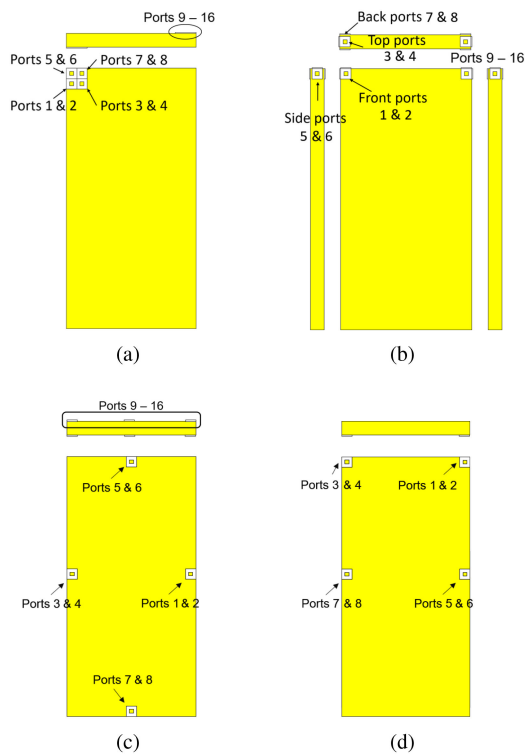 Ports 9 – 16
Ports 5 & 6
Ports 7 & 8
Ports 1 & 2
Ports 3 & 4
(a)
Back ports 7 & 8
Top ports
3 & 4
Ports 9 – 16
Side ports
5 & 6
Front ports
1 & 2
(b)
Ports 9 – 16
Ports 5 & 6
Ports 3 & 4
Ports 1 & 2
Ports 7 & 8
(c)
Ports 3 & 4
Ports 1 & 2
Ports 7 & 8
Ports 5 & 6
(d)